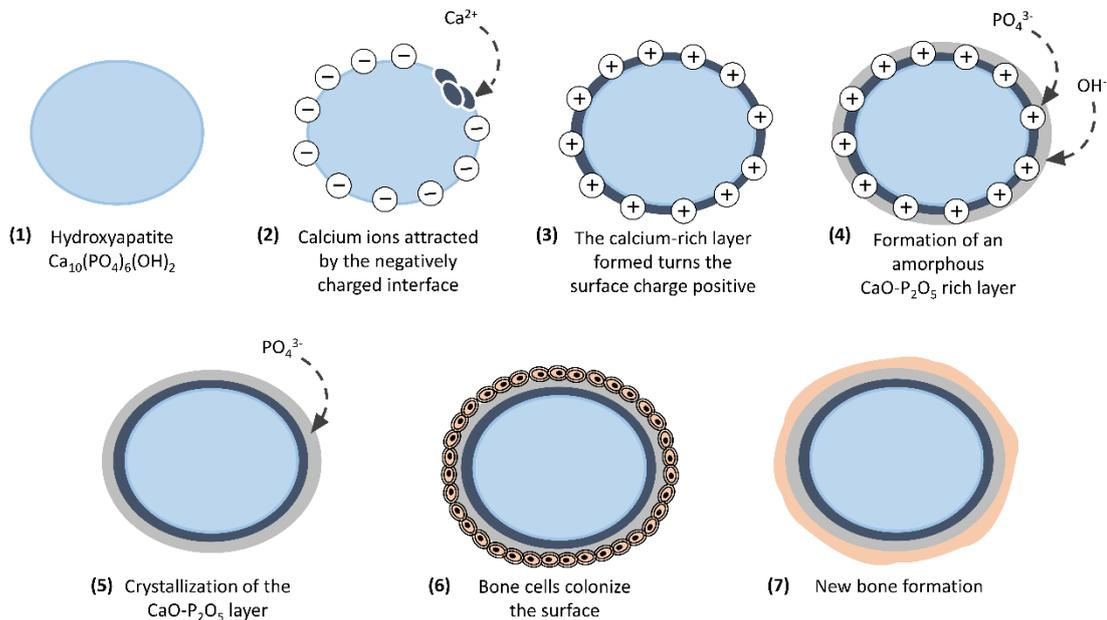 Ca²⁺
PO₄³⁻
OH⁻
(1) Hydroxyapatite
Ca₁₀(PO₄)₆(OH)₂
(2) Calcium ions attracted
by the negatively
charged interface
(3) The calcium-rich layer
formed turns the
surface charge positive
(4) Formation of an
amorphous
CaO-P₂O₅ rich layer
PO₄³⁻
(5) Crystallization of the
CaO-P₂O₅ layer
(6) Bone cells colonize
the surface
(7) New bone formation